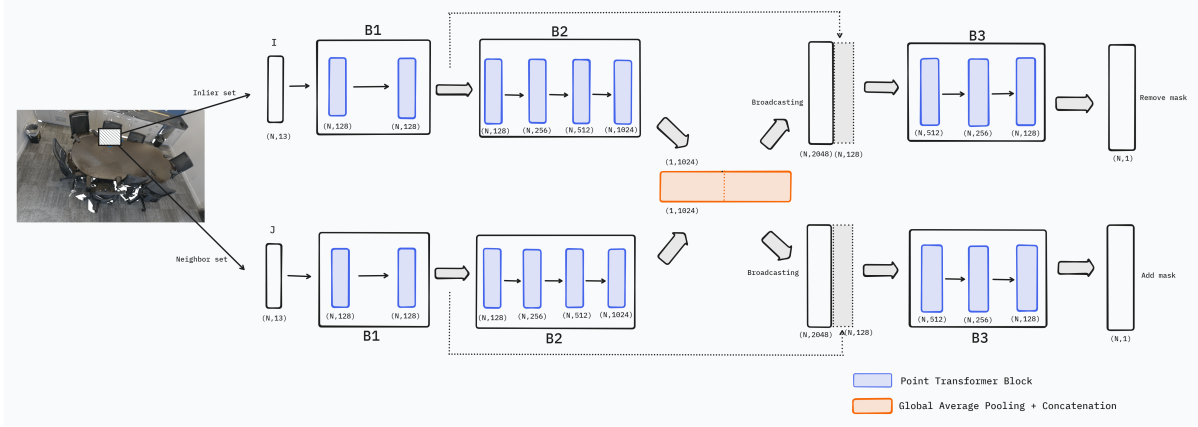 B1
B2
B3
I
Inlier set
(N,13)
(N,128)
(N,128)
(N,128)
(N,256)
(N,512)
(N,1024)
Broadcasting
(N,2048)
(N,128)
(N,512)
(N,256)
(N,128)
Remove mask
(N,1)
(1,1024)
(1,1024)
J
Neighbor set
(N,13)
(N,128)
(N,128)
B1
(N,128)
(N,256)
(N,512)
(N,1024)
B2
Broadcasting
(N,2048)
(N,128)
(N,512)
(N,256)
(N,128)
B3
Add mask
(N,1)
Point Transformer Block
Global Average Pooling + Concatenation